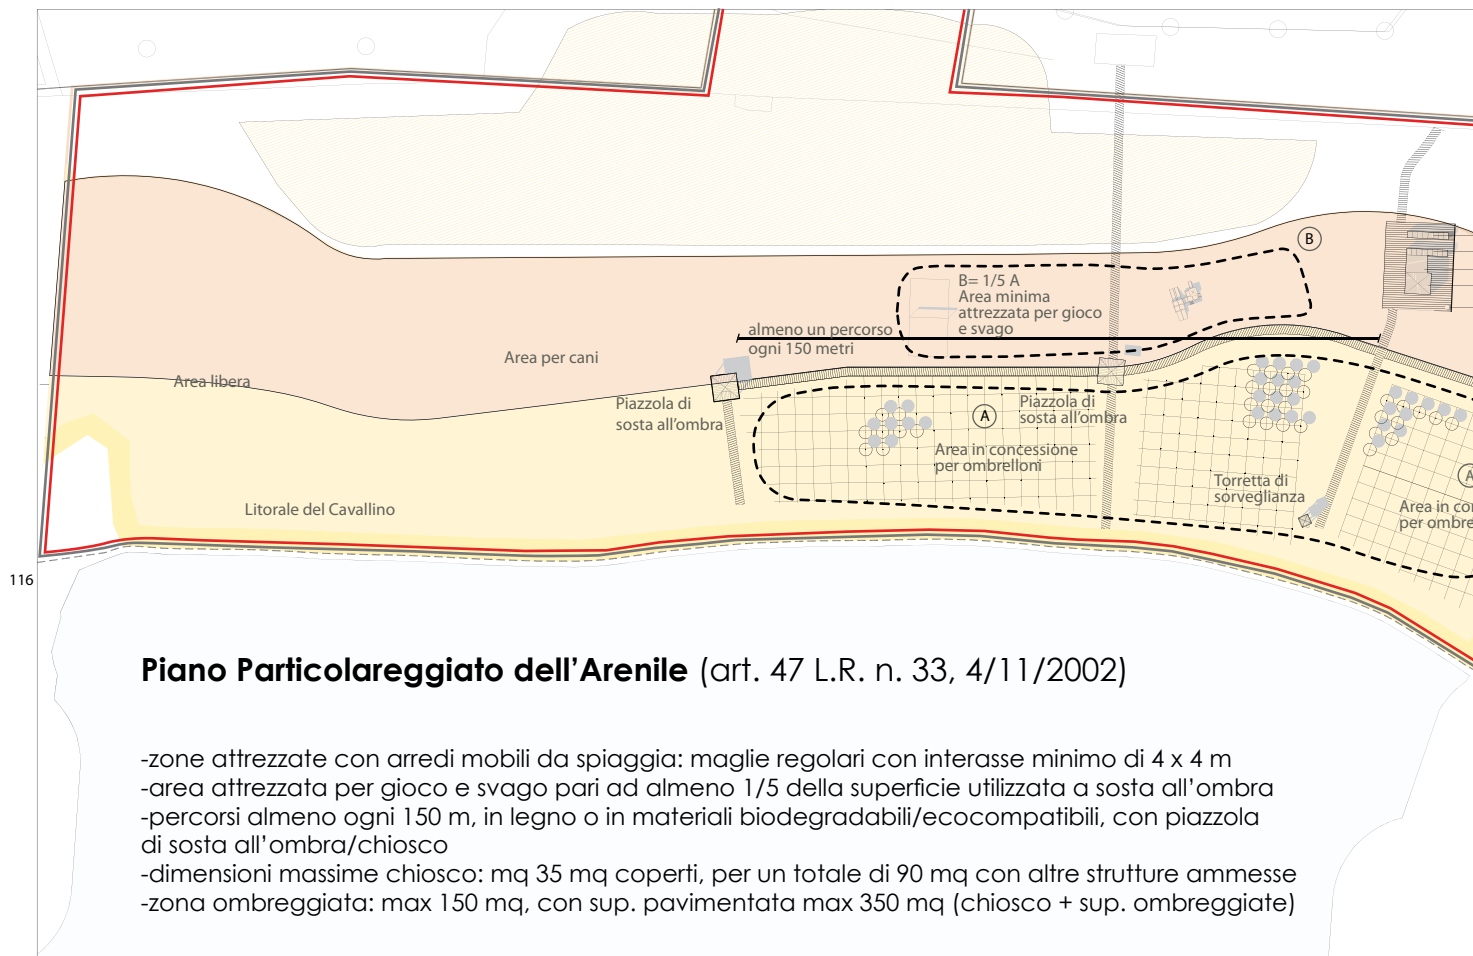 B
B= 1/5 A
Area minima
attrezzata per gioco
e svago
almeno un percorso
ogni 150 metri
Area per cani
Area libera
Piazzola di
sosta all'ombra
A
Piazzola di
sosta all'ombra
Area in concessione
per ombrelloni
Torretta di
sorveglianza
A
Area in co
per ombre
Litorale del Cavallino
116
Piano Particolareggiato dell'Arenile (art. 47 L.R. n. 33, 4/11/2002)
-zone attrezzate con arredi mobili da spiaggia: maglie regolari con interasse minimo di 4 x 4 m
-area attrezzata per gioco e svago pari ad almeno 1/5 della superficie utilizzata a sosta all'ombra
-percorsi almeno ogni 150 m, in legno o in materiali biodegradabili/ecocompatibili, con piazzola
di sosta all'ombra/chiosco
-dimensioni massime chiosco: mq 35 mq coperti, per un totale di 90 mq con altre strutture ammesse
-zona ombreggiata: max 150 mq, con sup. pavimentata max 350 mq (chiosco + sup. ombreggiate)